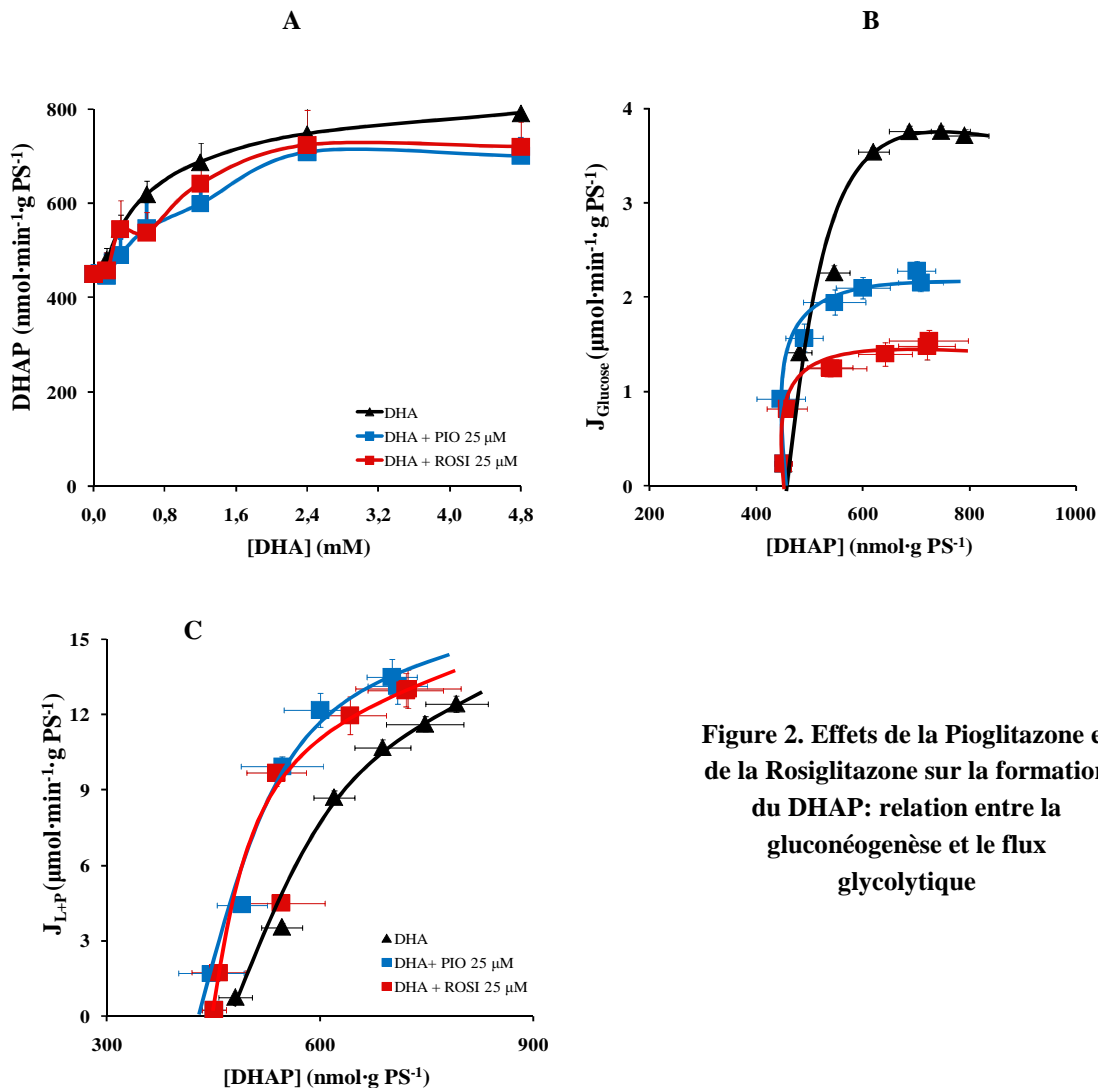 A
B
800
600
400
200
0
DHAP (nmol·min-1·g PS-1)
DHA
DHA + PIO 25 μM
DHA + ROSI 25 μM
0,0 0,8 1,6 2,4 3,2 4,0 4,8
[DHA] (mM)
4
3
2
1
0
JGlucose (μmol·min-1· g PS-1)
200 400 600 800 1000
[DHAP] (nmol·g PS-1)
C
15
12
9
6
3
0
JL+P (μmol·min-1·g PS-1)
DHA
DHA+ PIO 25 μM
DHA + ROSI 25 μM
300 600 900
[DHAP] (nmol·g PS-1)
Figure 2. Effets de la Pioglitazone e
de la Rosiglitazone sur la formation
du DHAP: relation entre la
gluconéogenèse et le flux
glycolytique